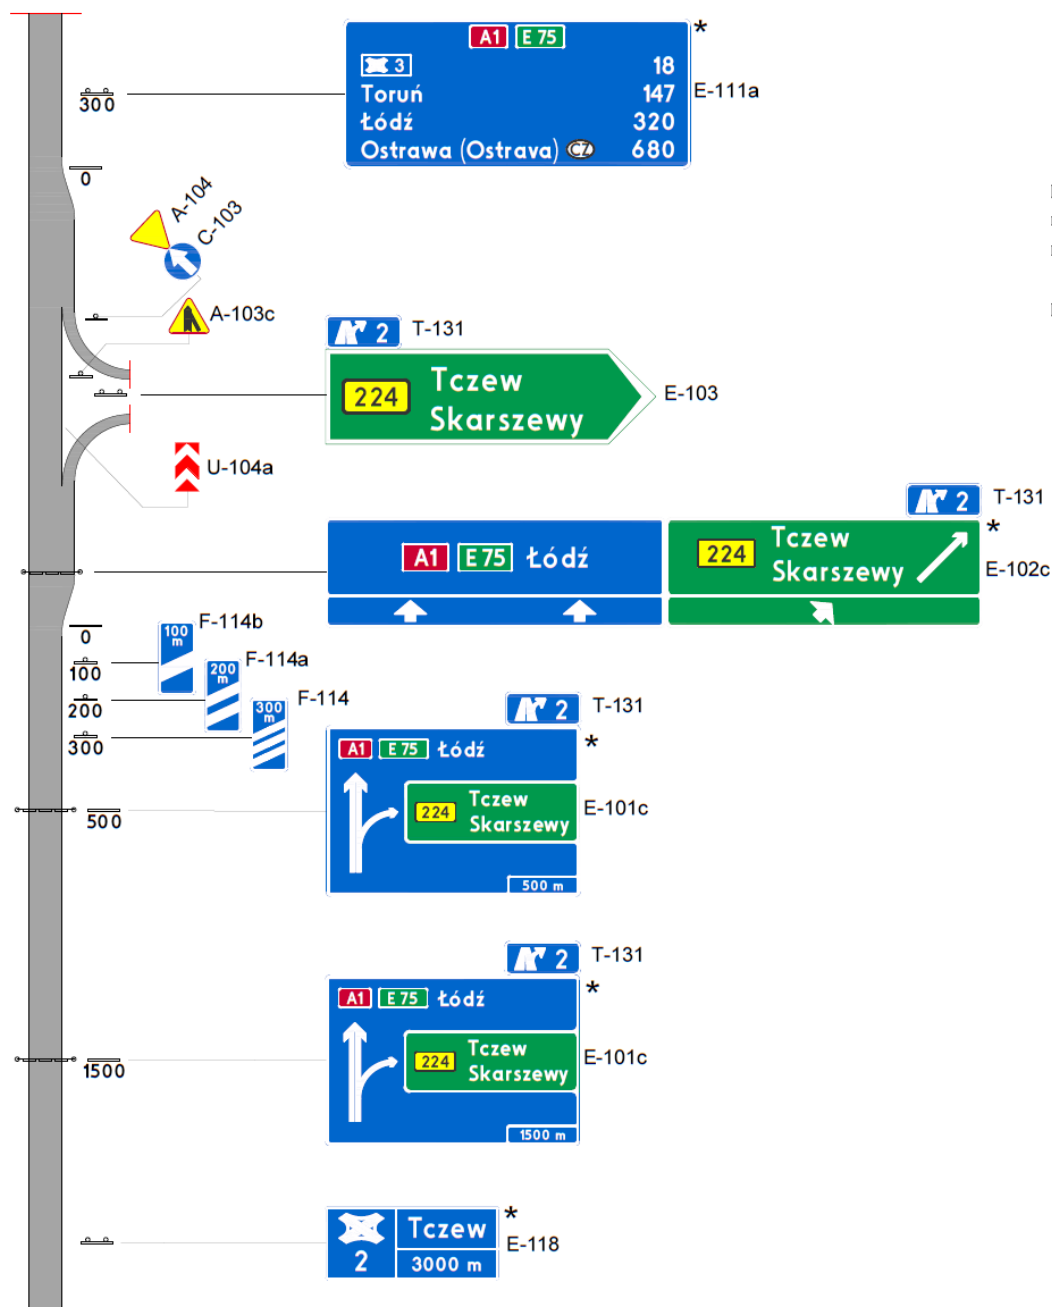 A1 E 75 *
3 18
Toruń 147
Łódź 320
Ostrawa (Ostrava) CZ 680
E-111a
300
0
A-104
C-103
A-103c
2 T-131
224 Tczew
Skarszewy
E-103
U-104a
2 T-131
A1 E 75 Łódź
224 Tczew
Skarszewy
*
E-102c
0
100 m F-114b
100
200 m F-114a
200
300 m F-114
300
2 T-131
*
A1 E 75 Łódź
224 Tczew
Skarszewy
E-101c
500
500 m
2 T-131
*
A1 E 75 Łódź
224 Tczew
Skarszewy
E-101c
1500
1500 m
2 Tczew *
3000 m
E-118